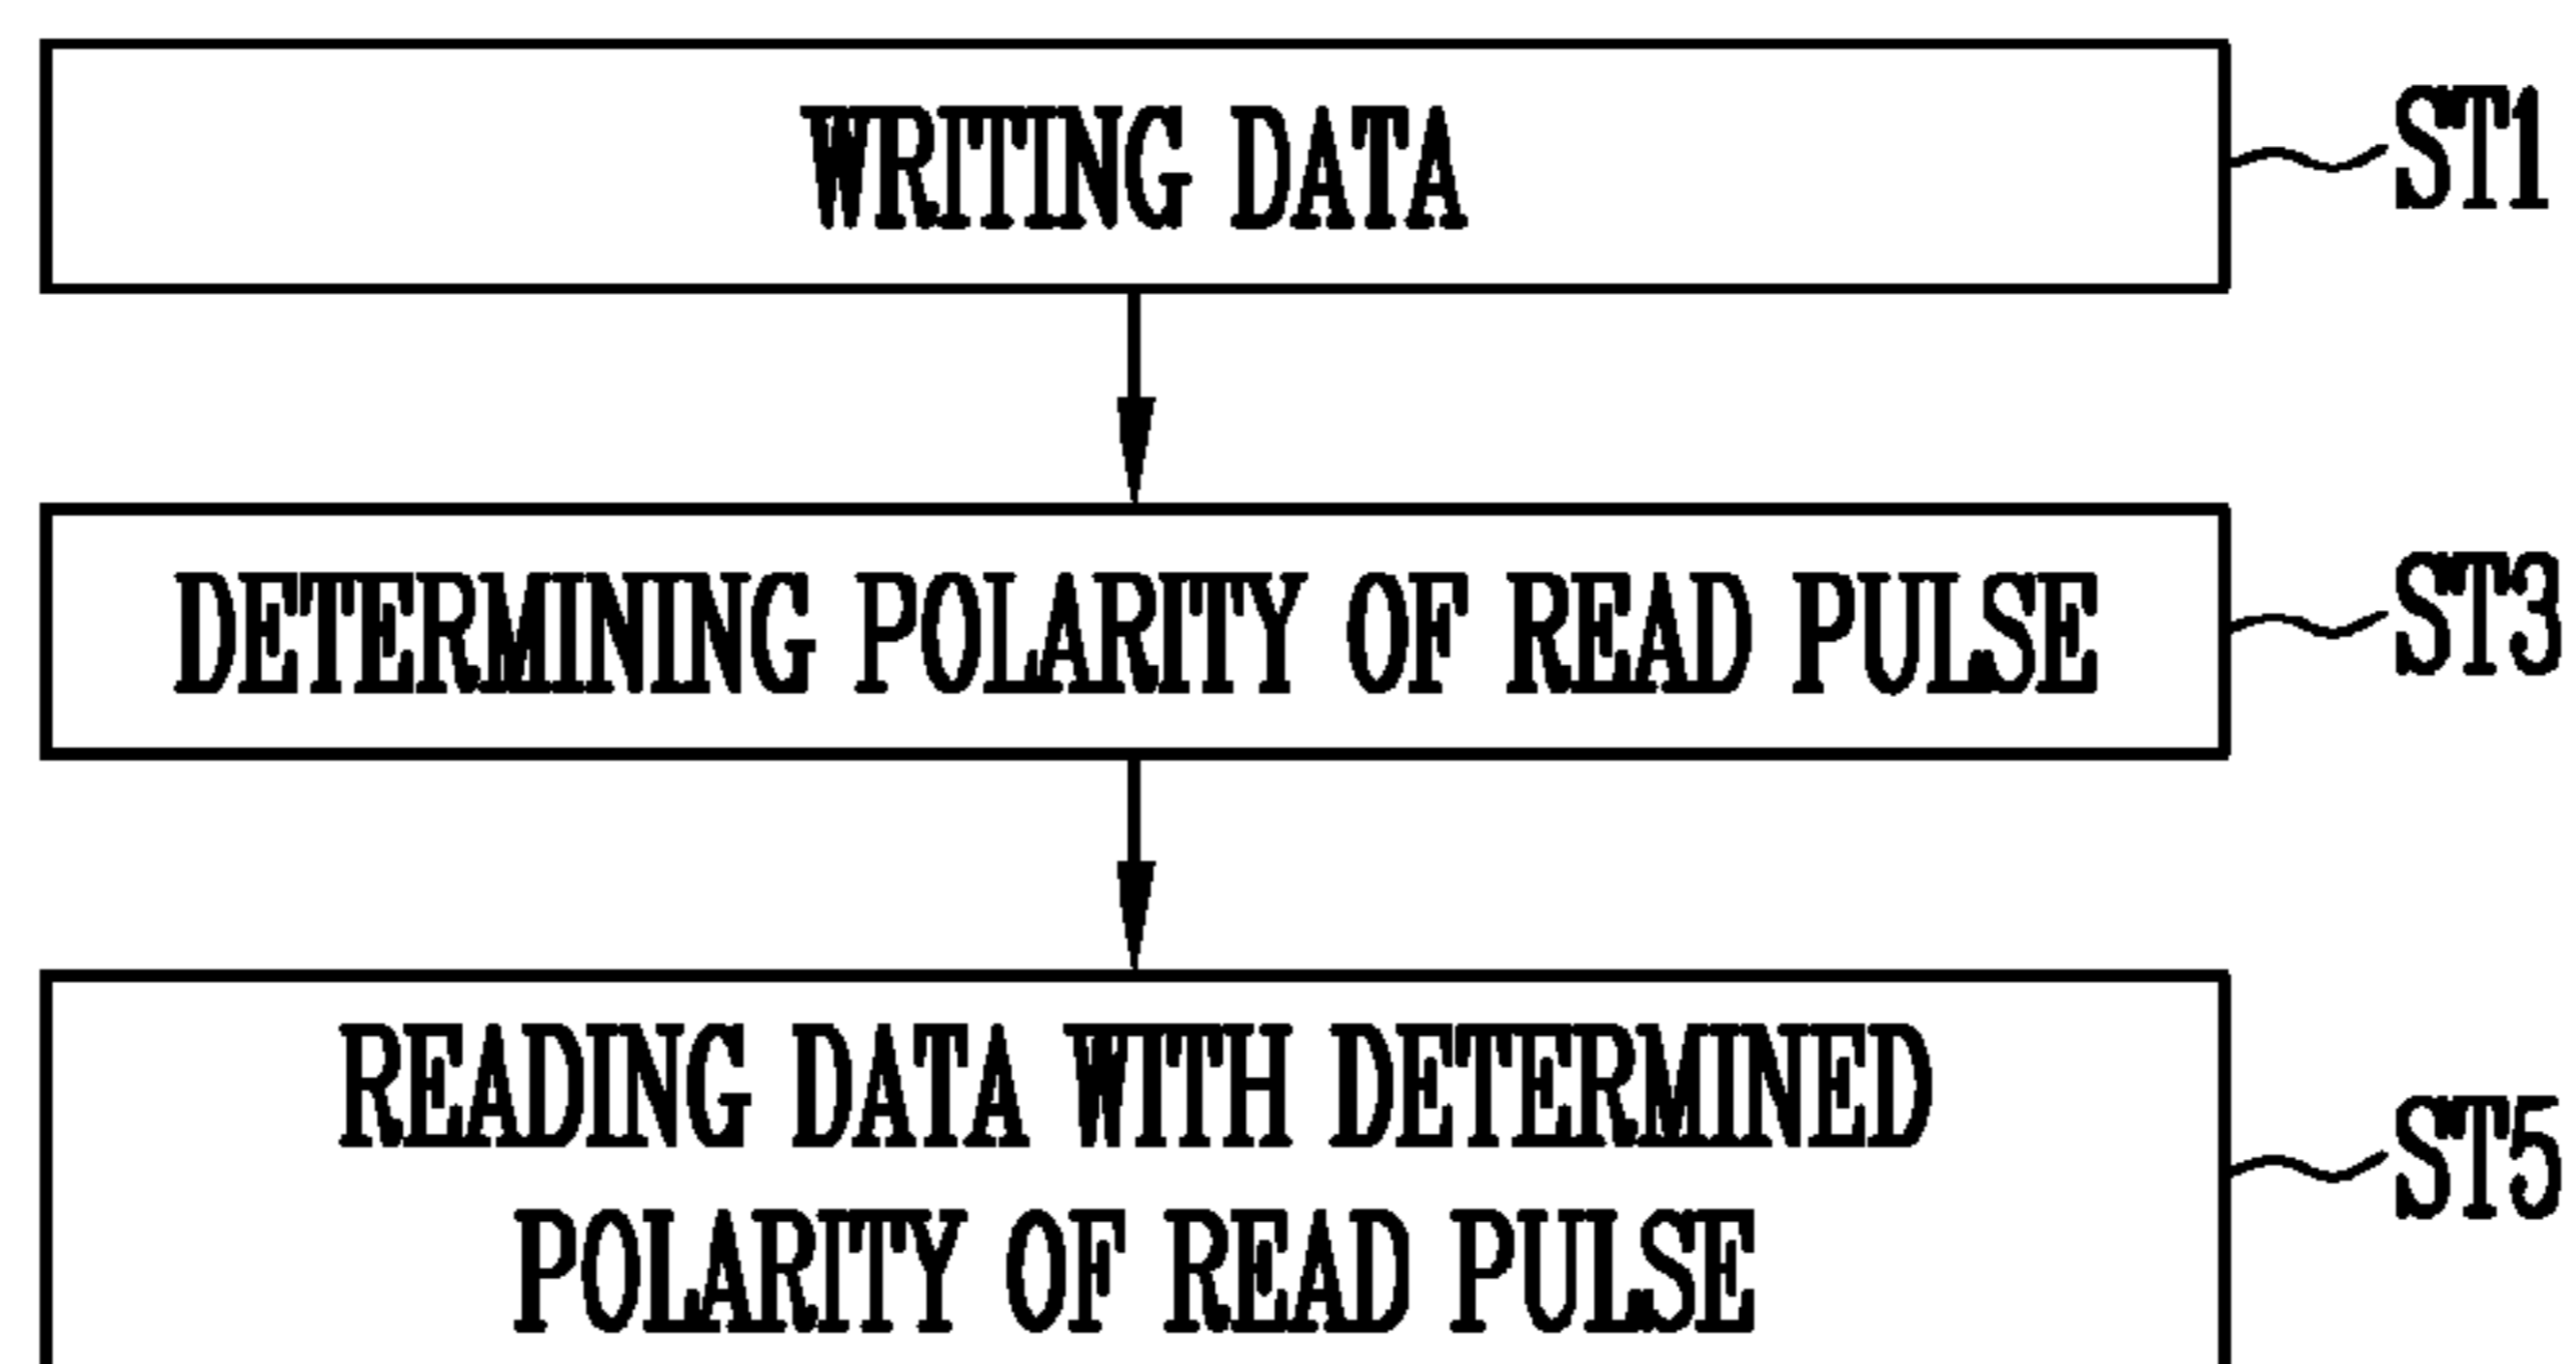 WRITING DATA
ST1
DETERMINING POLARITY OF READ PULSE
ST3
READING DATA WITH DETERMINED
POLARITY OF READ PULSE
ST5